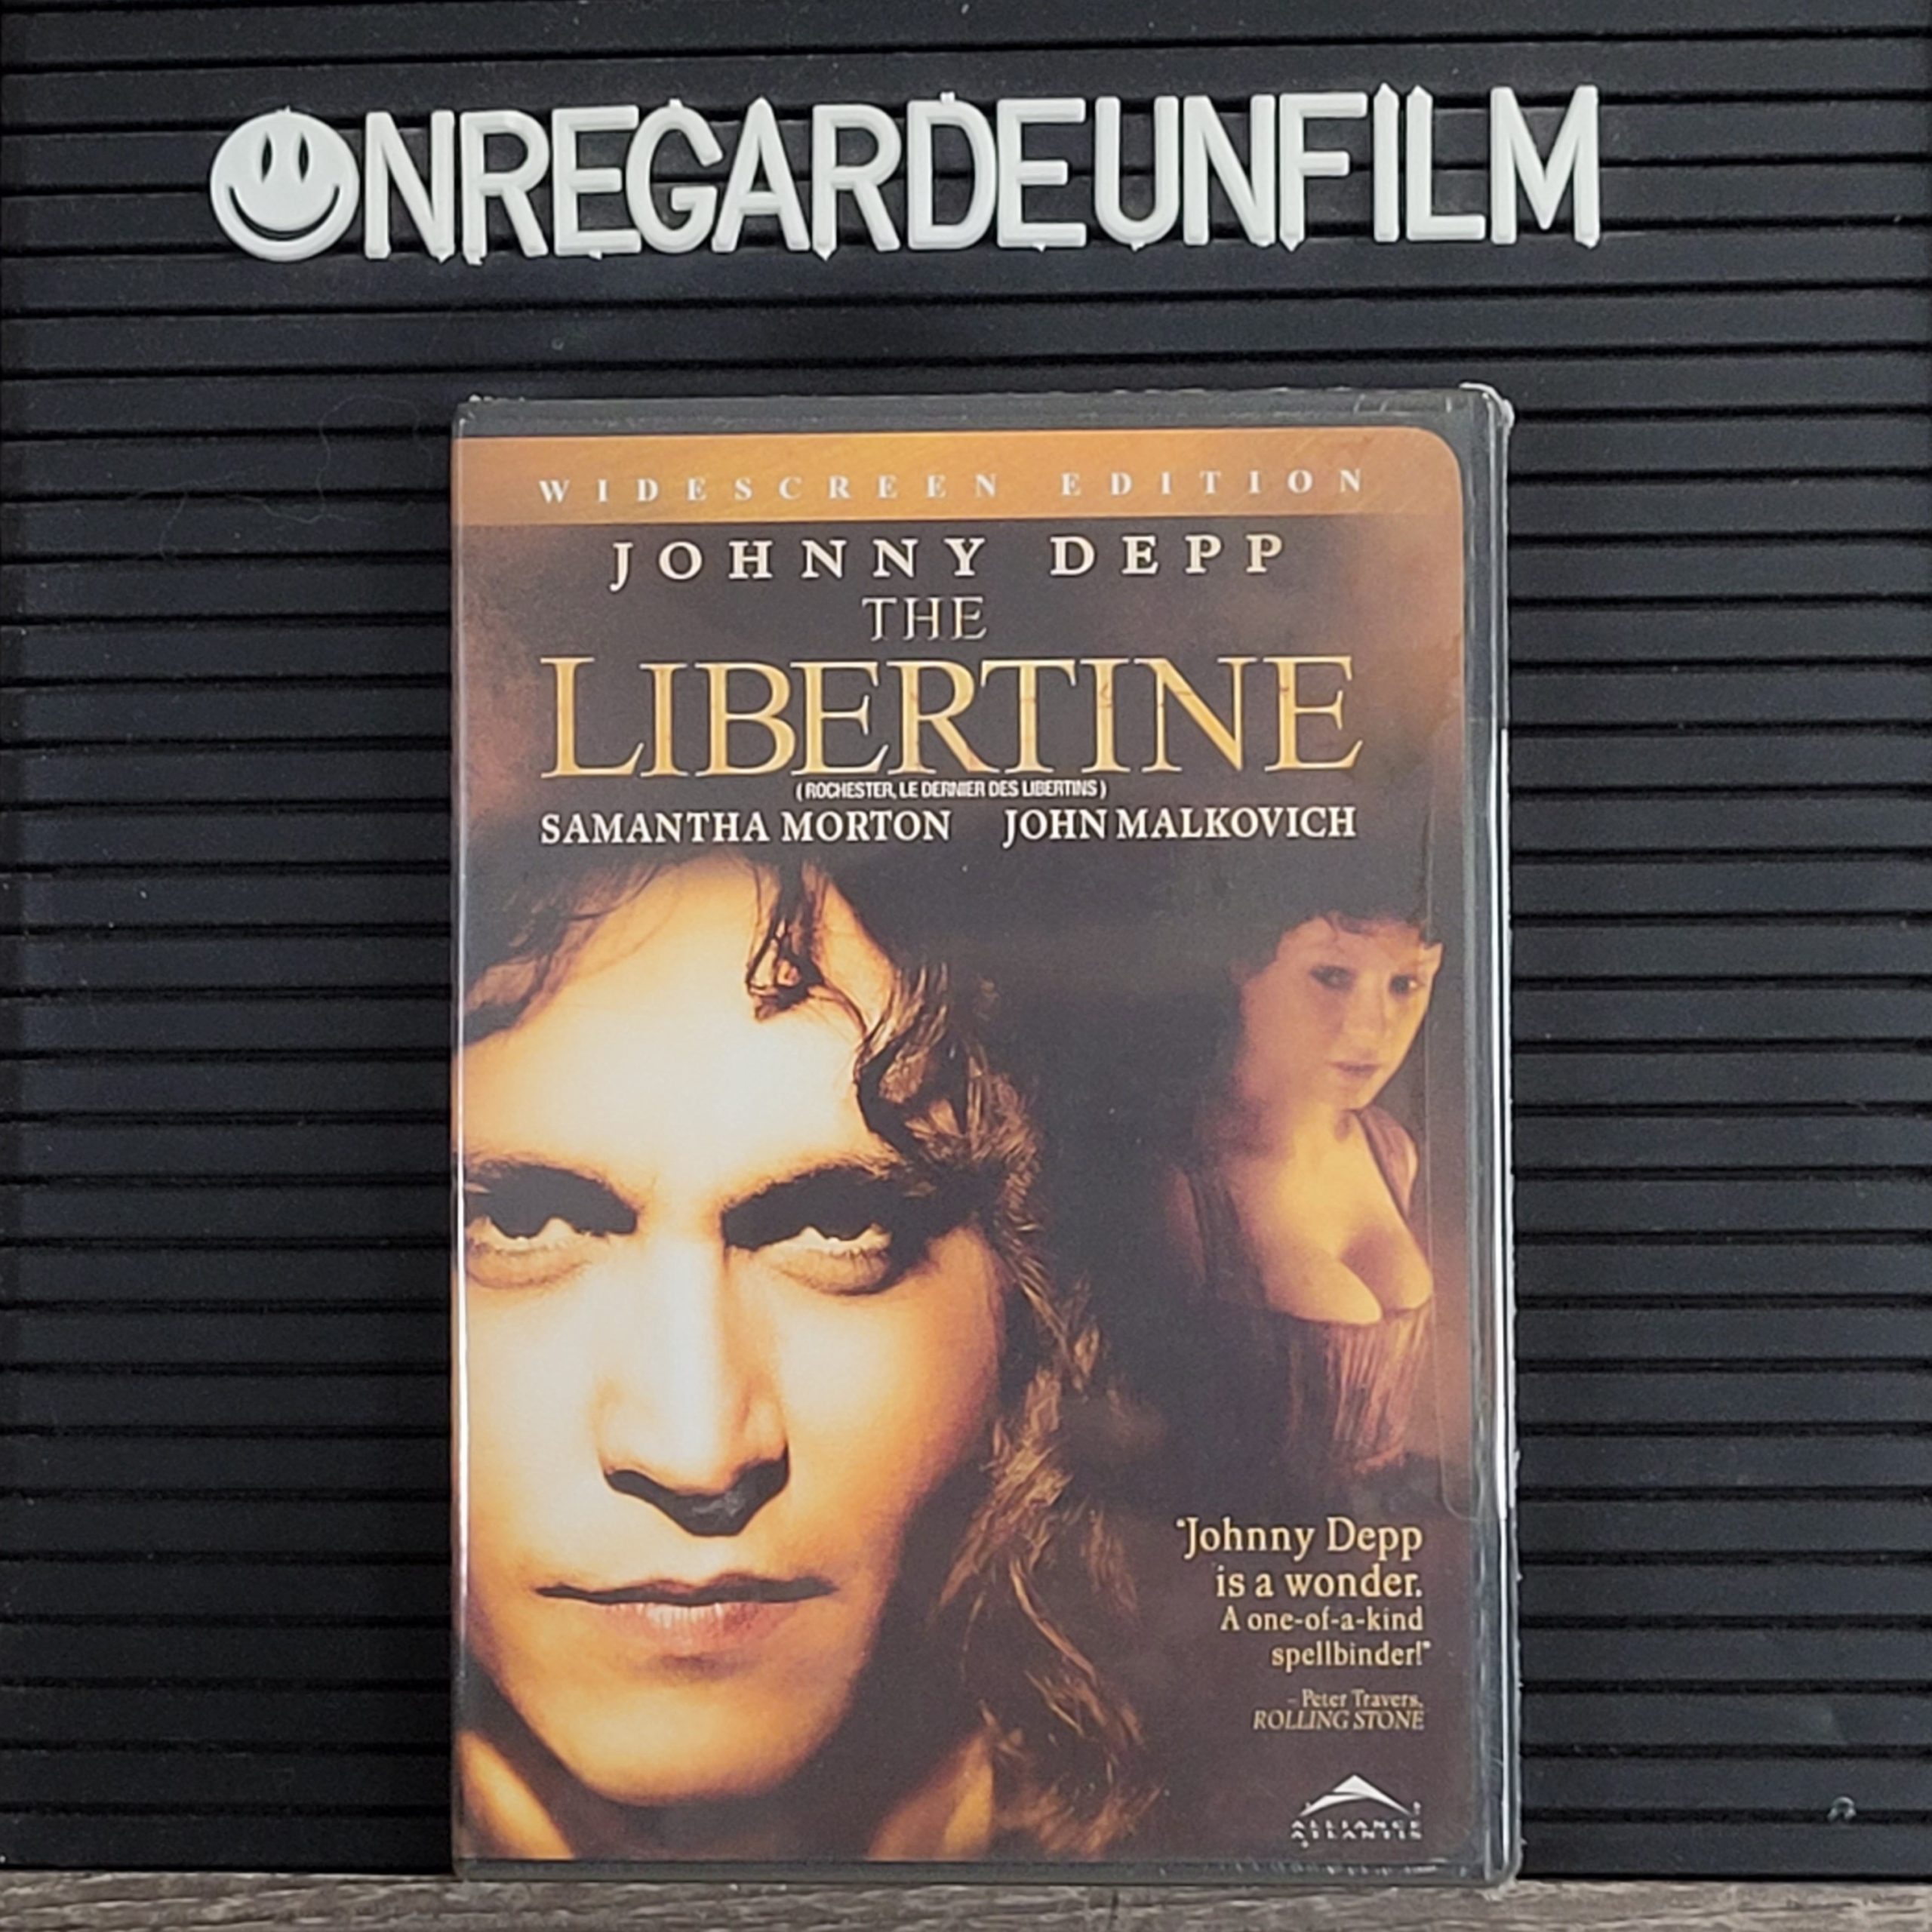 ONREGARDEUNFILM
WIDESCREEN EDITION
JOHNNY DEPP
THE
LIBERTINE
(ROCHESTER, LE DERNIER DES LIBERTINS)
SAMANTHA MORTON JOHN MALKOVICH
"Johnny Depp
is a wonder.
A one-of-a-kind
spellbinder!"
– Peter Travers,
ROLLING STONE
ALLIANCE
ATLANTIS